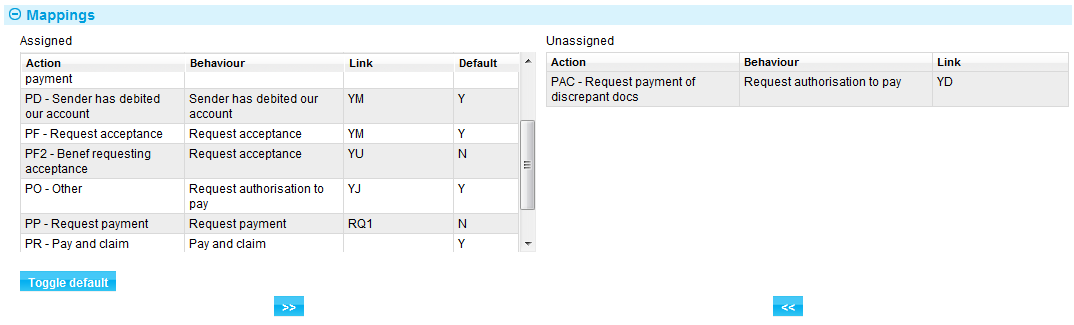 Mappings
Assigned
Action Behaviour Link Default
payment
PD - Sender has debited our account Sender has debited our account YM Y
PF - Request acceptance Request acceptance YM Y
PF2 - Benef requesting acceptance Request acceptance YU N
PO - Other Request authorisation to pay YJ Y
PP - Request payment Request payment RQ1 N
PR - Pay and claim Pay and claim Y
Toggle default
>>
Unassigned
Action Behaviour Link
PAC - Request payment of discrepant docs Request authorisation to pay YD
<<